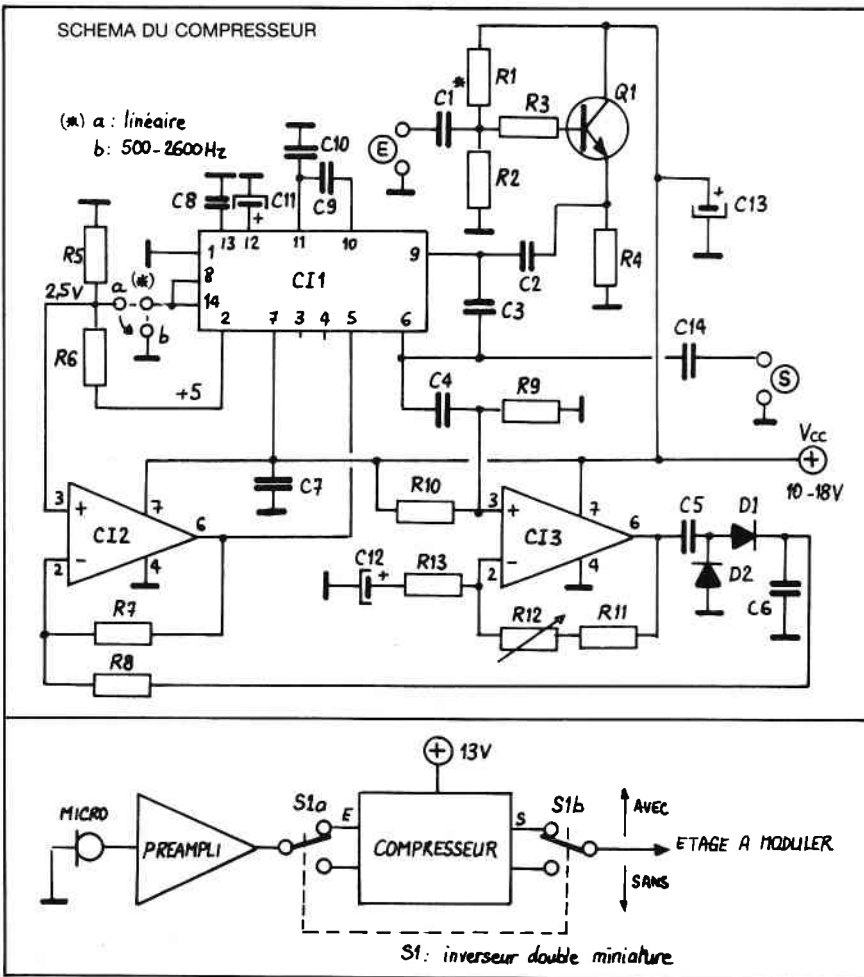 SCHEMA DU COMPRESSEUR
(*) a : linéaire
b : 500-2600Hz
C1
E
* R1
R2
R3
Q1
R4
C13
+
C10
C8
C11
+
C9
13 12 11 10
1
8
14
CI1
9
6
2 7 3 4 5
R5
2,5V
a (*)
b
R6
+5
C2
C3
C14
S
C4
R9
Vcc
+
10-18V
C7
R10
3 +
CI2
2 -
7
6
4
3 +
CI3
2 -
7
6
4
C12
+
R13
R12
R11
C5
D1
D2
C6
R7
R8
+ 13V
MICRO
PREAMPLI
S1a
E
COMPRESSEUR
S
S1b
AVEC
ETAGE A MODULER
SANS
S1 : inverseur double miniature